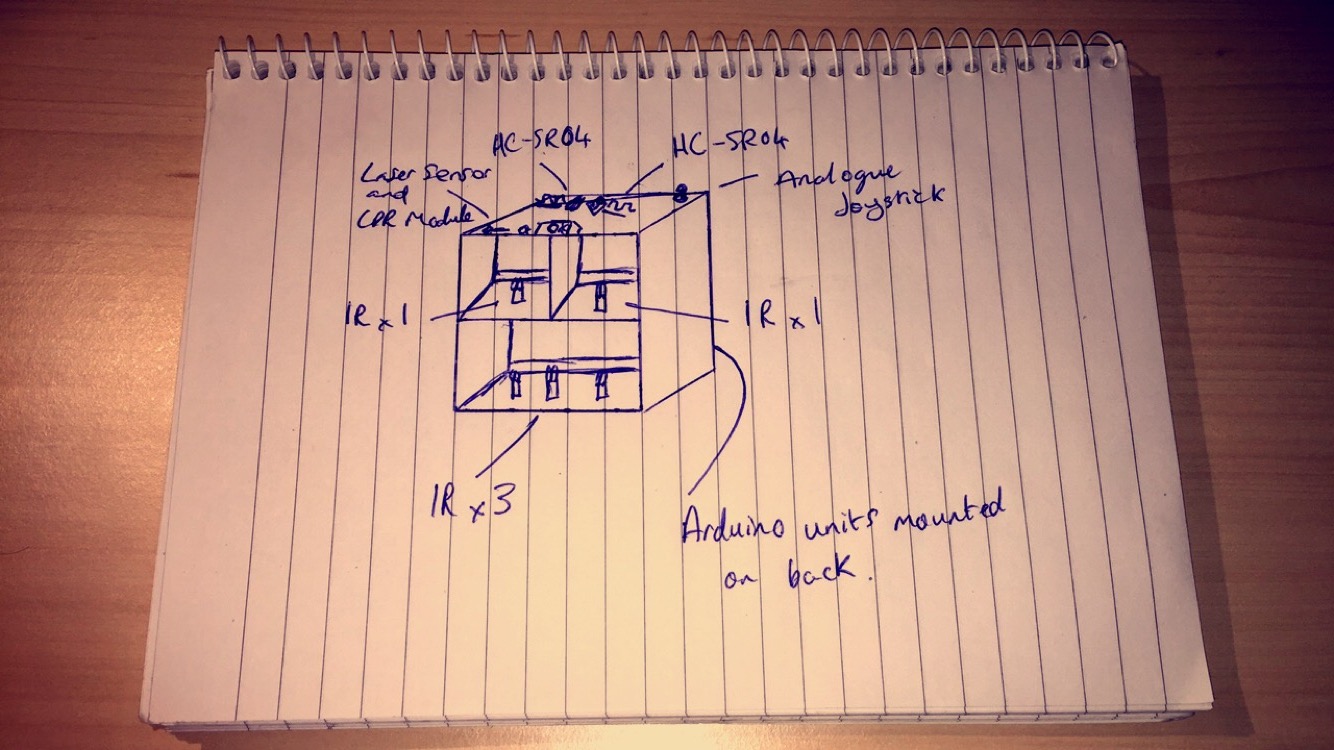 HC-SR04
HC-SR04
Laser Sensor
and
LDR Module
Analogue
Joystick
IR x 1
IR x 1
IR x 3
Arduino units mounted
on back.